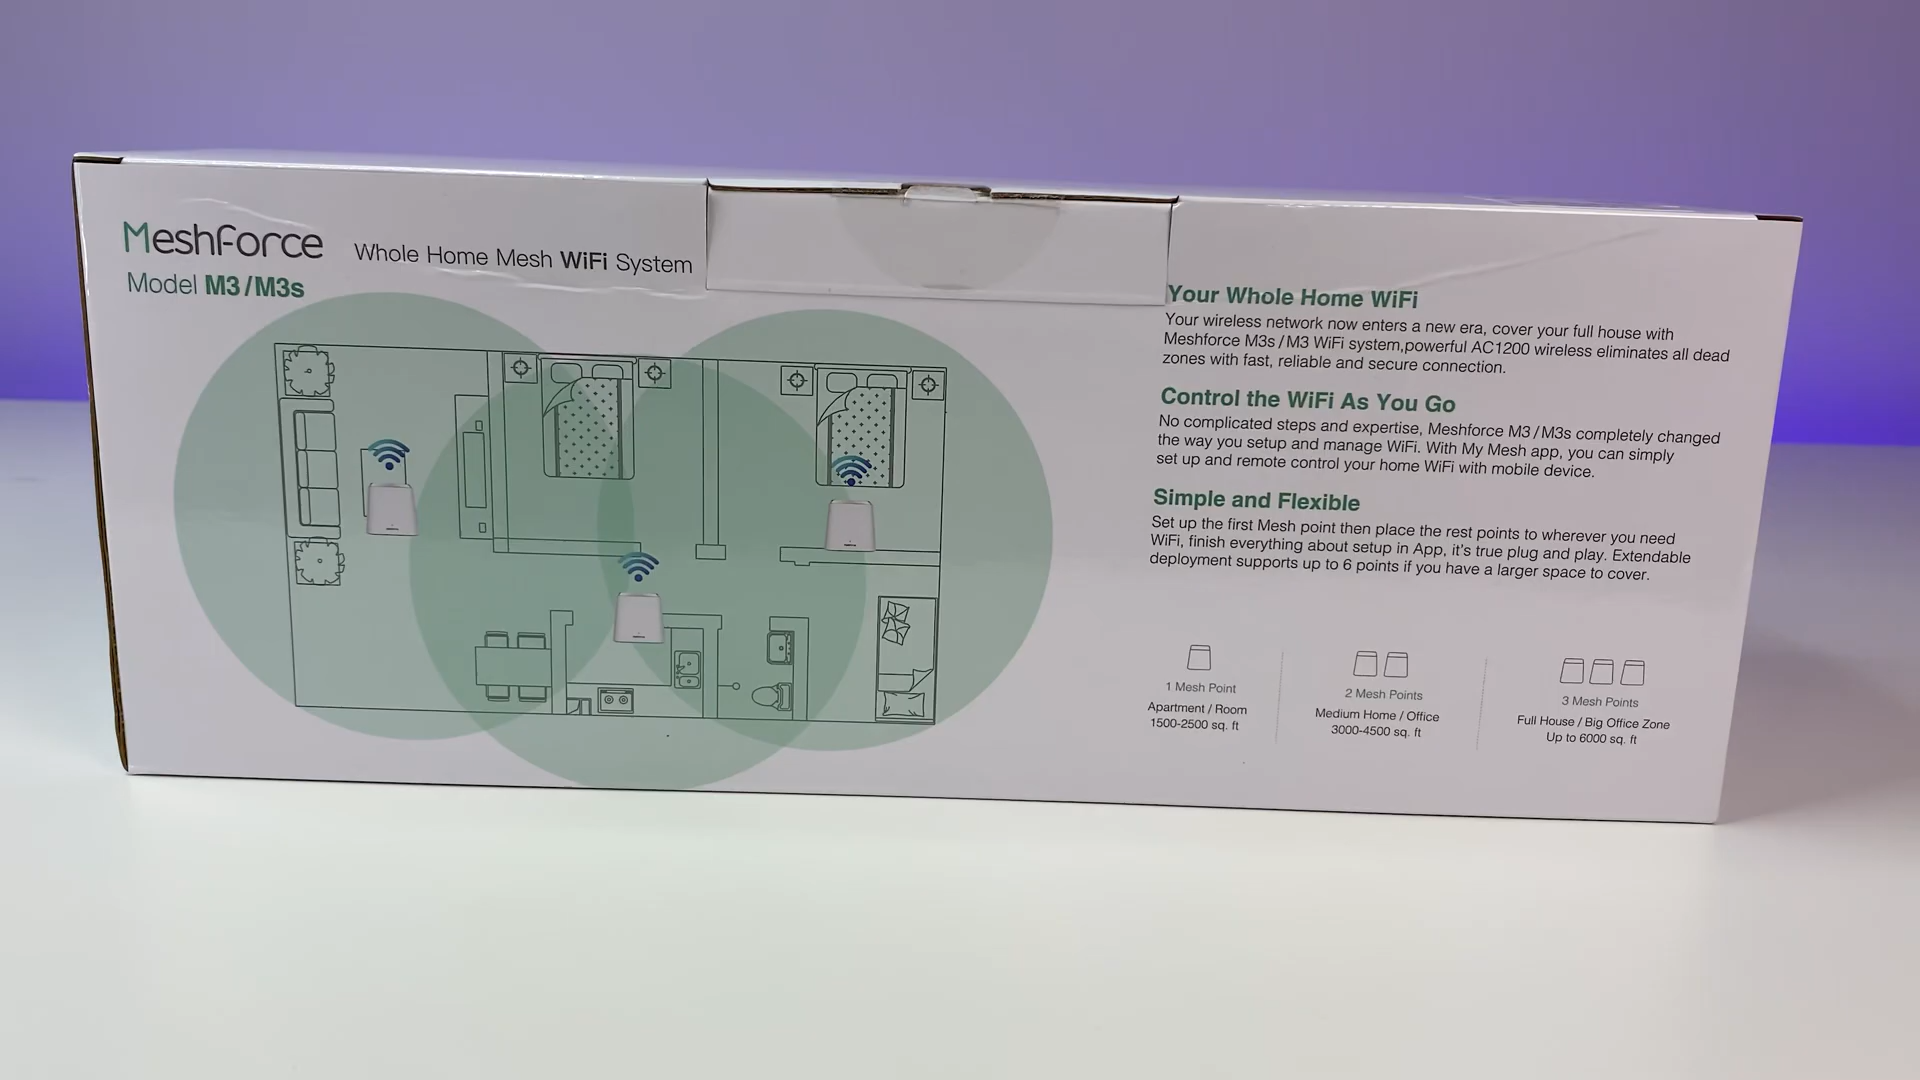 MeshForce Whole Home Mesh WiFi System
Model M3/M3s
Your Whole Home WiFi
Your wireless network now enters a new era, cover your full house with
Meshforce M3s/M3 WiFi system,powerful AC1200 wireless eliminates all dead
zones with fast, reliable and secure connection.
Control the WiFi As You Go
No complicated steps and expertise, Meshforce M3/M3s completely changed
the way you setup and manage WiFi. With My Mesh app, you can simply
set up and remote control your home WiFi with mobile device.
Simple and Flexible
Set up the first Mesh point then place the rest points to wherever you need
WiFi, finish everything about setup in App, it's true plug and play. Extendable
deployment supports up to 6 points if you have a larger space to cover.
1 Mesh Point
Apartment / Room
1500-2500 sq. ft
2 Mesh Points
Medium Home / Office
3000-4500 sq. ft
3 Mesh Points
Full House / Big Office Zone
Up to 6000 sq. ft